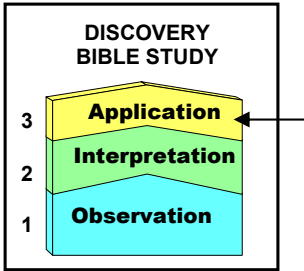 DISCOVERY
BIBLE STUDY
3 Application
2 Interpretation
1 Observation